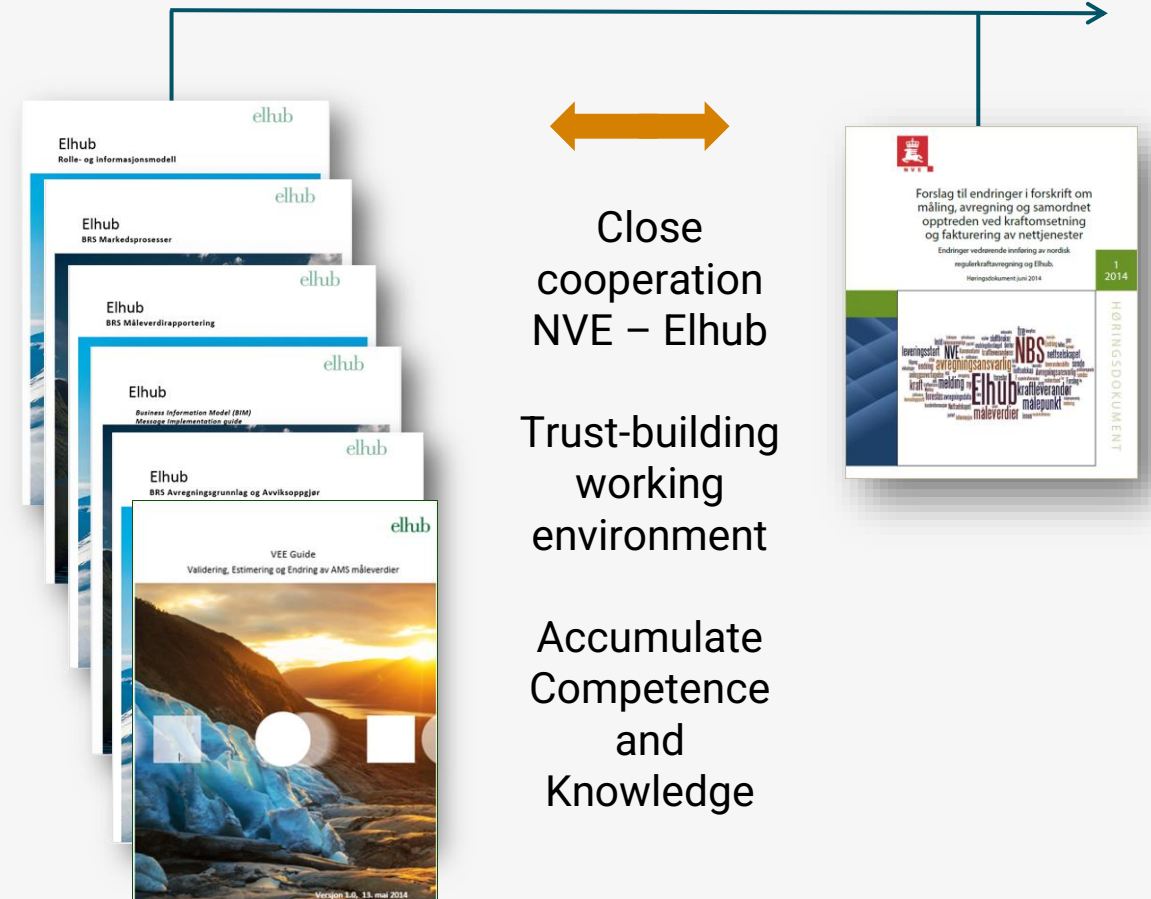 elhub
Elhub
Rolle- og informasjonsmodell
elhub
Elhub
BRS Markedsprosesser
elhub
Elhub
BRS Måleverdirapportering
elhub
Elhub
Business Information Model (BIM)
Message Implementation guide
elhub
Elhub
BRS Avregningsgrunnlag og Avviksoppgjør
elhub
VEE Guide
Validering, Estimering og Endring av AMS måleverdier
Versjon 1.0, 13. mai 2014
Close
cooperation
NVE – Elhub
Trust-building
working
environment
Accumulate
Competence
and
Knowledge
NVE
Forslag til endringer i forskrift om
måling, avregning og samordnet
opptreden ved kraftomsetning
og fakturering av nettjenester
Endringer vedrørende innføring av nordisk
regulerkraftavregning og Elhub.
Høringsdokument juni 2014
1
2014
HØRINGSDOKUMENT
leveringsstart NVE
avregningsansvarlig NBS nettselskapet
kraft melding Elhub kraftleverandør
målepunkt
måleverdier